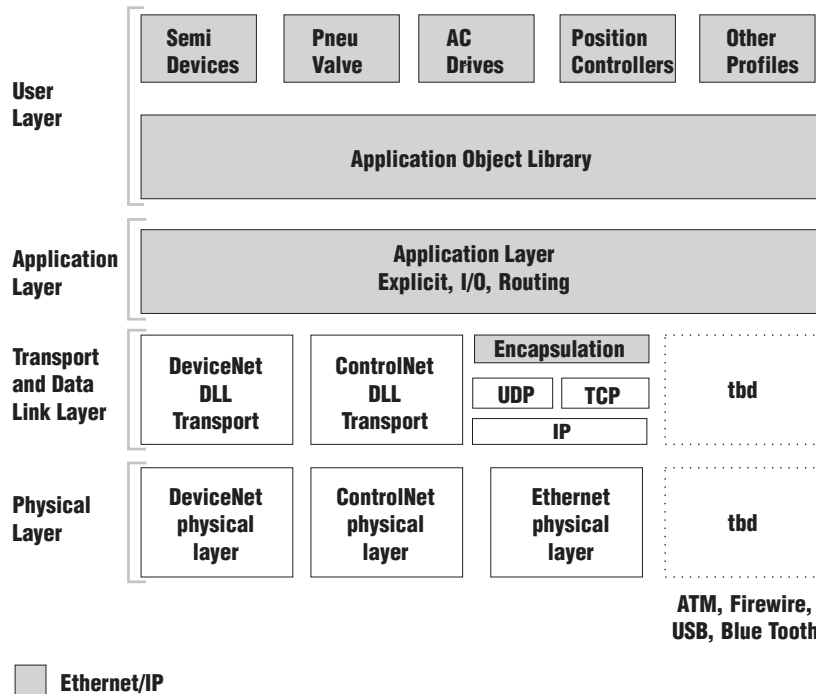 Semi
Devices
Pneu
Valve
AC
Drives
Position
Controllers
Other
Profiles
User
Layer
Application Object Library
Application
Layer
Application Layer
Explicit, I/O, Routing
Transport
and Data
Link Layer
DeviceNet
DLL
Transport
ControlNet
DLL
Transport
Encapsulation
UDP
TCP
IP
tbd
Physical
Layer
DeviceNet
physical
layer
ControlNet
physical
layer
Ethernet
physical
layer
tbd
ATM, Firewire,
USB, Blue Tooth
Ethernet/IP